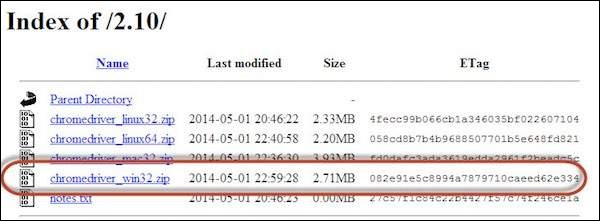 Index of /2.10/
Name Last modified Size ETag
Parent Directory -
chromedriver_linux32.zip 2014-05-01 20:46:22 2.33MB 4fecc99b066cb1a346035bf022607104
chromedriver_linux64.zip 2014-05-01 22:40:58 2.20MB 058cd8b7b4b9688507701b5e648fd821
chromedriver_mac32.zip 2014-05-01 22:36:30 3.93MB fd0dafc3ada3619edda2961f2beadc5c
chromedriver_win32.zip 2014-05-01 22:59:28 2.71MB 082e91e5c8994a7879710caeed62e334
notes.txt 2014-05-01 20:46:23 0.00MB